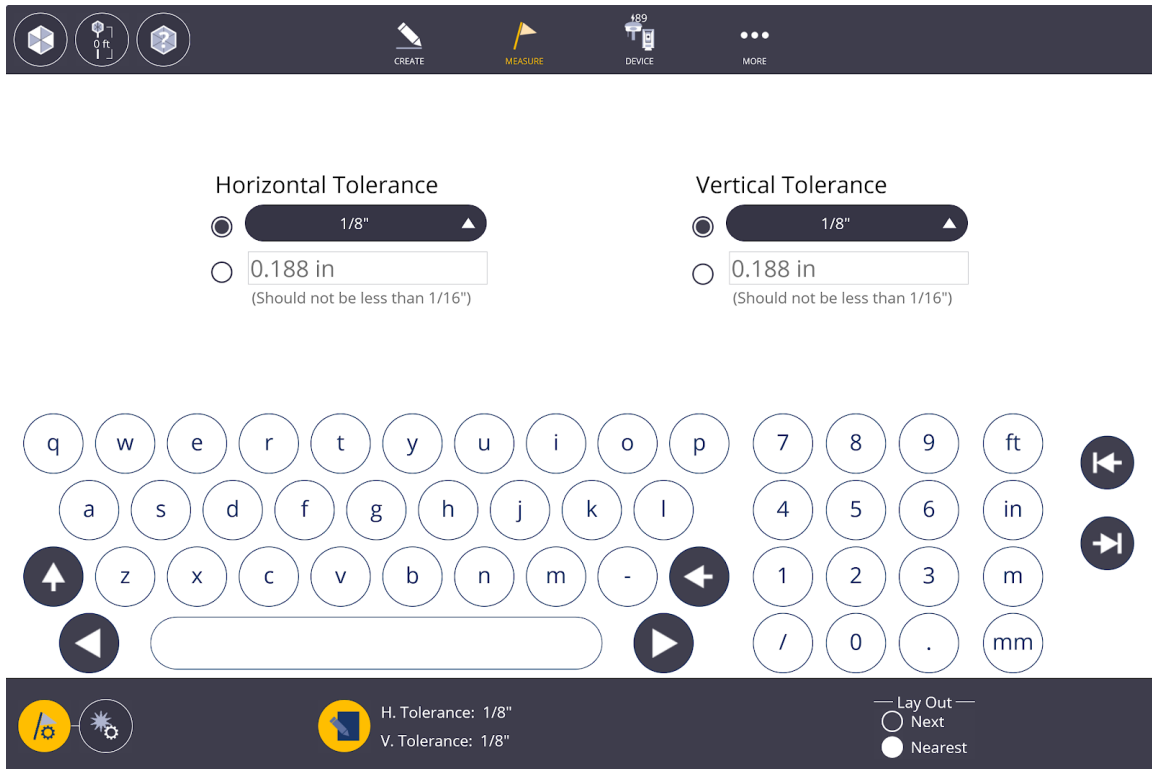 ⚡89
0 ft
?
CREATE
MEASURE
DEVICE
MORE
Horizontal Tolerance
Vertical Tolerance
1/8"
1/8"
0.188 in
0.188 in
(Should not be less than 1/16")
(Should not be less than 1/16")
q w e r t y u i o p 7 8 9 ft
a s d f g h j k l 4 5 6 in
z x c v b n m - 1 2 3 m
/ 0 . mm
H. Tolerance: 1/8"
V. Tolerance: 1/8"
Lay Out
Next
Nearest